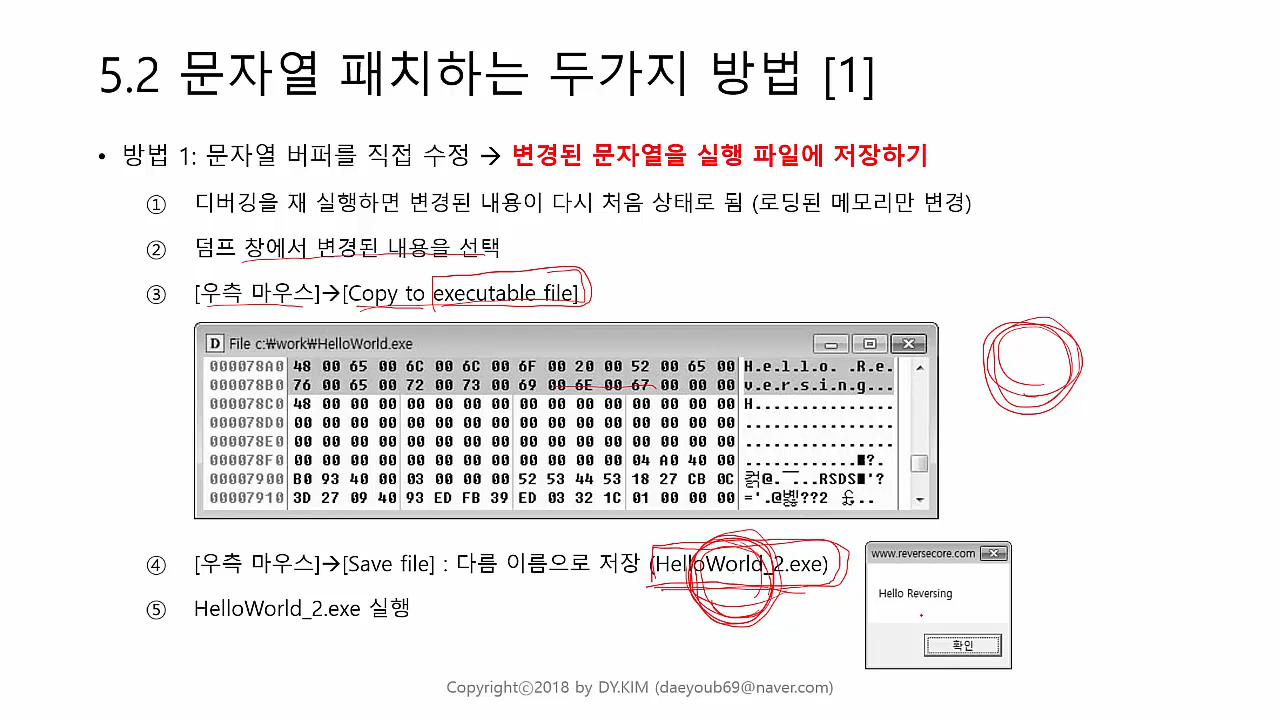 5.2 문자열 패치하는 두가지 방법 [1]
• 방법 1: 문자열 버퍼를 직접 수정 → 변경된 문자열을 실행 파일에 저장하기
① 디버깅을 재 실행하면 변경된 내용이 다시 처음 상태로 됨 (로딩된 메모리만 변경)
② 덤프 창에서 변경된 내용을 선택
③ [우측 마우스]→[Copy to executable file]
D File c:₩work₩HelloWorld.exe
000078A0 48 00 65 00 6C 00 6C 00 6F 00 20 00 52 00 65 00 H.e.l.l.o. .R.e.
000078B0 76 00 65 00 72 00 73 00 69 00 6E 00 67 00 00 00 v.e.r.s.i.n.g...
000078C0 48 00 00 00 00 00 00 00 00 00 00 00 00 00 00 00 H...............
000078D0 00 00 00 00 00 00 00 00 00 00 00 00 00 00 00 00 ................
000078E0 00 00 00 00 00 00 00 00 00 00 00 00 00 00 00 00 ................
000078F0 00 00 00 00 00 00 00 00 00 00 00 00 04 A0 40 00 ............■?.
00007900 B0 93 40 00 03 00 00 00 52 53 44 53 18 27 CB 0C @. ...RSDS■'?
00007910 3D 27 09 40 93 ED FB 39 ED 03 32 1C 01 00 00 00 ='.@??2 ..
④ [우측 마우스]→[Save file] : 다름 이름으로 저장 (HelloWorld_2.exe)
www.reversecore.com
⑤ HelloWorld_2.exe 실행
Hello Reversing
확인
Copyrightⓒ2018 by DY.KIM (daeyoub69@naver.com)